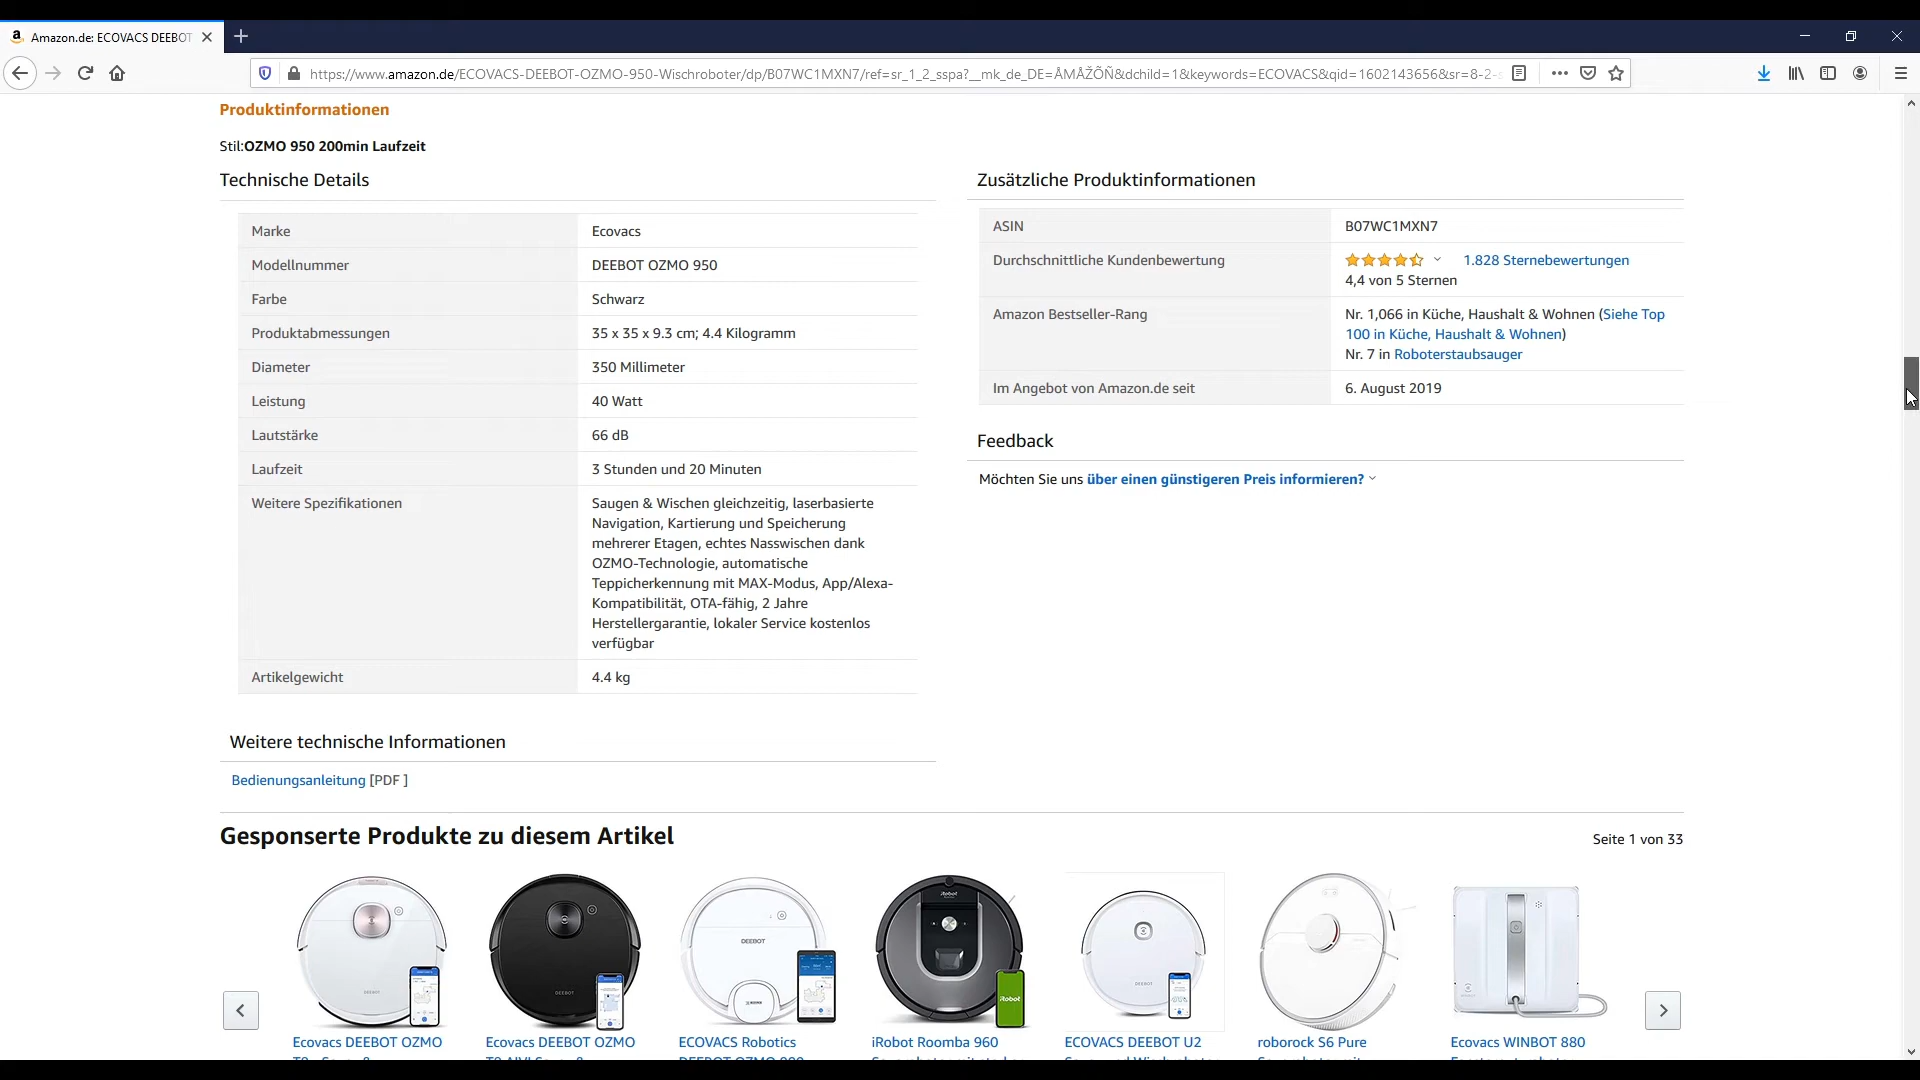 Amazon.de: ECOVACS DEEBOT
https://www.amazon.de/ECOVACS-DEEBOT-OZMO-950-Wischroboter/dp/B07WC1MXN7/ref=sr_1_2_sspa?__mk_de_DE=ÅMÅŽÕÑ&dchild=1&keywords=ECOVACS&qid=1602143656&sr=8-2-s
Produktinformationen
Stil:OZMO 950 200min Laufzeit
Technische Details
Marke Ecovacs
Modellnummer DEEBOT OZMO 950
Farbe Schwarz
Produktabmessungen 35 x 35 x 9.3 cm; 4.4 Kilogramm
Diameter 350 Millimeter
Leistung 40 Watt
Lautstärke 66 dB
Laufzeit 3 Stunden und 20 Minuten
Weitere Spezifikationen Saugen & Wischen gleichzeitig, laserbasierte
Navigation, Kartierung und Speicherung
mehrerer Etagen, echtes Nasswischen dank
OZMO-Technologie, automatische
Teppicherkennung mit MAX-Modus, App/Alexa-
Kompatibilität, OTA-fähig, 2 Jahre
Herstellergarantie, lokaler Service kostenlos
verfügbar
Artikelgewicht 4.4 kg
Zusätzliche Produktinformationen
ASIN B07WC1MXN7
Durchschnittliche Kundenbewertung 1.828 Sternebewertungen
4,4 von 5 Sternen
Amazon Bestseller-Rang Nr. 1,066 in Küche, Haushalt & Wohnen (Siehe Top
100 in Küche, Haushalt & Wohnen)
Nr. 7 in Roboterstaubsauger
Im Angebot von Amazon.de seit 6. August 2019
Feedback
Möchten Sie uns über einen günstigeren Preis informieren?
Weitere technische Informationen
Bedienungsanleitung [PDF ]
Gesponserte Produkte zu diesem Artikel
Seite 1 von 33
DEEBOT
DEEBOT
DEEBOT
iRobot
iRobot
DEEBOT
Ecovacs DEEBOT OZMO
Ecovacs DEEBOT OZMO
ECOVACS Robotics
iRobot Roomba 960
ECOVACS DEEBOT U2
roborock S6 Pure
Ecovacs WINBOT 880